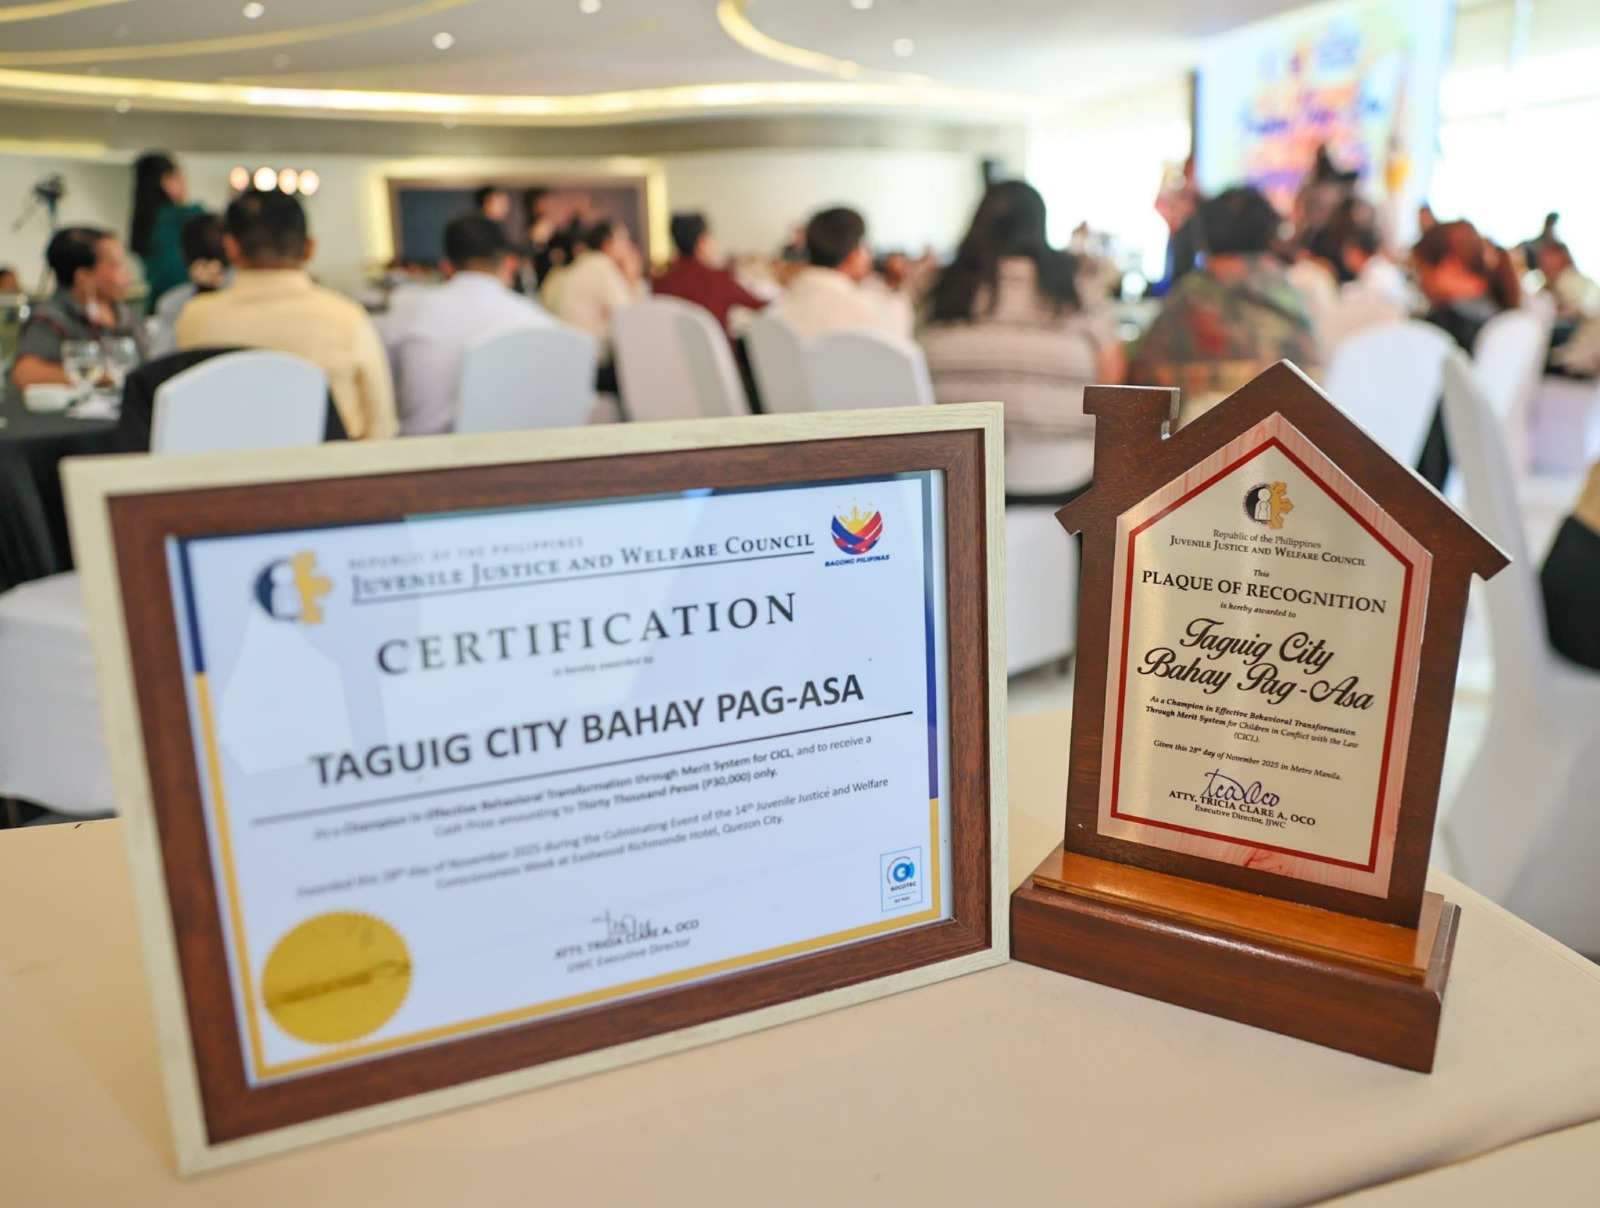 REPUBLIC OF THE PHILIPPINES
JUVENILE JUSTICE AND WELFARE COUNCIL
BAGONG PILIPINAS
CERTIFICATION
is hereby awarded to
TAGUIG CITY BAHAY PAG-ASA
As a Champion in Effective Behavioral Transformation through Merit System for CICL, and to receive a
Cash Prize amounting to Thirty Thousand Pesos (P30,000) only.
Awarded this 28th day of November 2025 during the Culminating Event of the 14th Juvenile Justice and Welfare
Consciousness Week at Eastwood Richmonde Hotel, Quezon City.
ATTY. TRICIA CLARE A. OCO
JJWC Executive Director
SOCOTEC
Republic of the Philippines
JUVENILE JUSTICE AND WELFARE COUNCIL
This
PLAQUE OF RECOGNITION
is hereby awarded to
Taguig City
Bahay Pag-Asa
As a Champion in Effective Behavioral Transformation
Through Merit System for Children in Conflict with the Law
(CICL).
Given this 28th day of November 2025 in Metro Manila.
ATTY. TRICIA CLARE A. OCO
Executive Director, JJWC